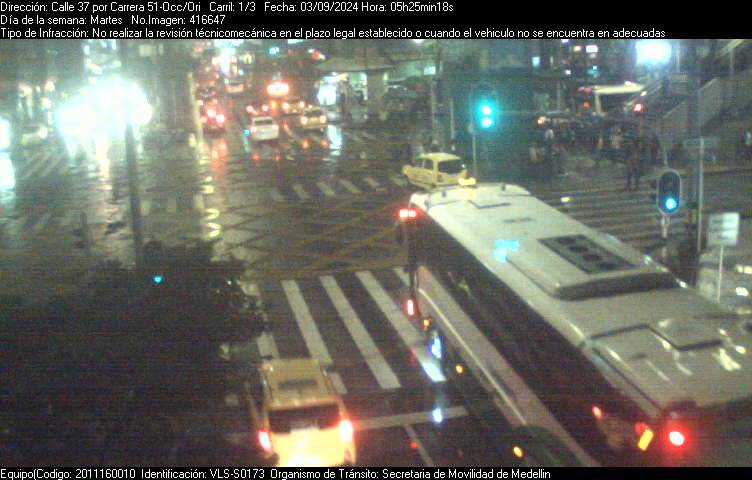 Dirección: Calle 37 por Carrera 51-Occ/Ori Carril: 1/3 Fecha: 03/09/2024 Hora: 05h25min18s
Día de la semana: Martes No.Imagen: 416647
Tipo de Infracción: No realizar la revisión técnicomecánica en el plazo legal establecido o cuando el vehiculo no se encuentra en adecuadas
Equipo(Codigo: 2011160010 Identificación: VLS-S0173 Organismo de Tránsito: Secretaria de Movilidad de Medellin